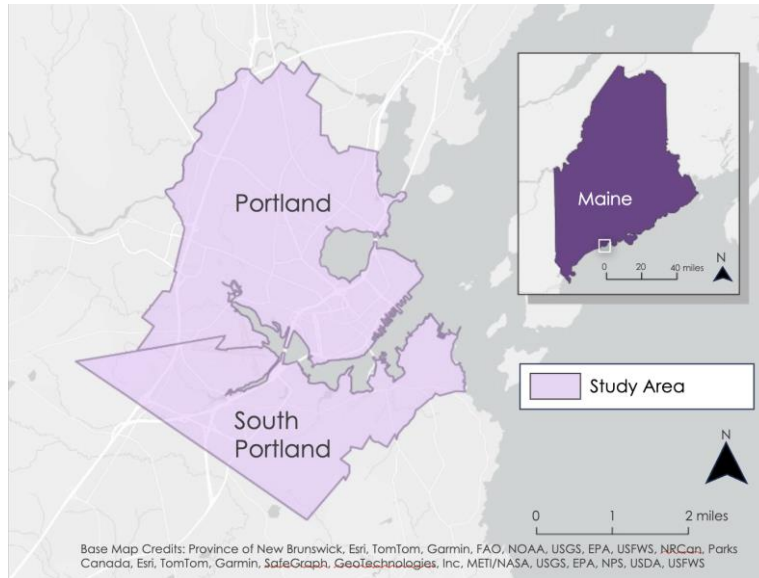 Portland
South
Portland
Maine
N
0 20 40 miles
Study Area
N
0 1 2 miles
Base Map Credits: Province of New Brunswick, Esri, TomTom, Garmin, FAO, NOAA, USGS, EPA, USFWS, NRCan, Parks
Canada, Esri, TomTom, Garmin, SafeGraph, GeoTechnologies, Inc, METI/NASA, USGS, EPA, NPS, USDA, USFWS